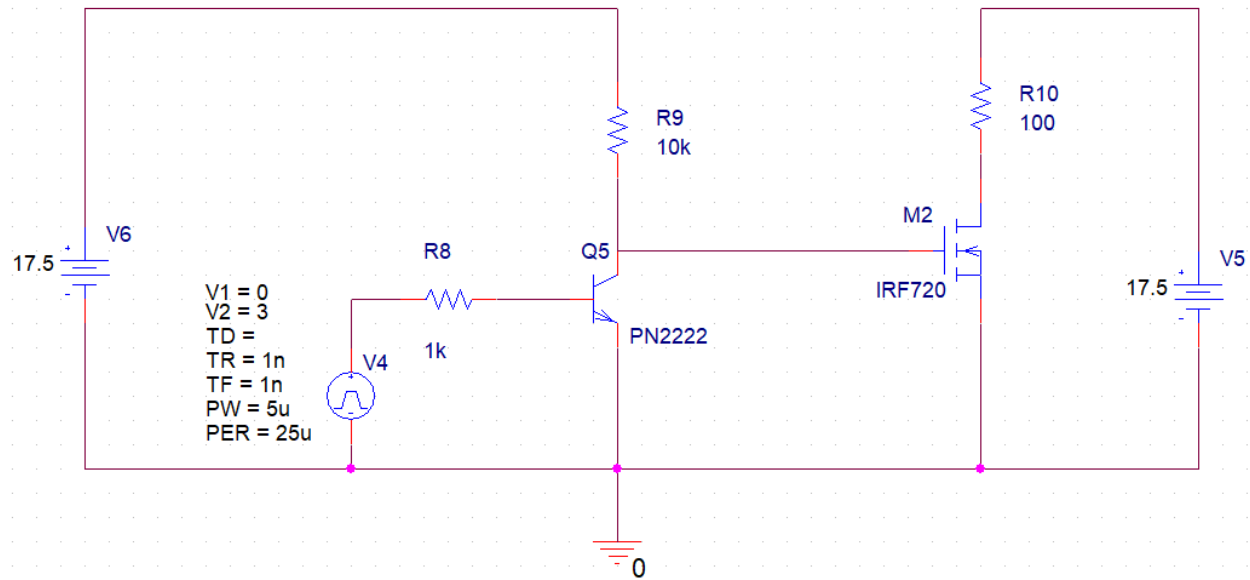 R9
10k
R10
100
V6
+
17.5
-
R8
1k
Q5
PN2222
M2
IRF720
V5
+
17.5
-
V1 = 0
V2 = 3
TD =
TR = 1n
TF = 1n
PW = 5u
PER = 25u
V4
+
-
0